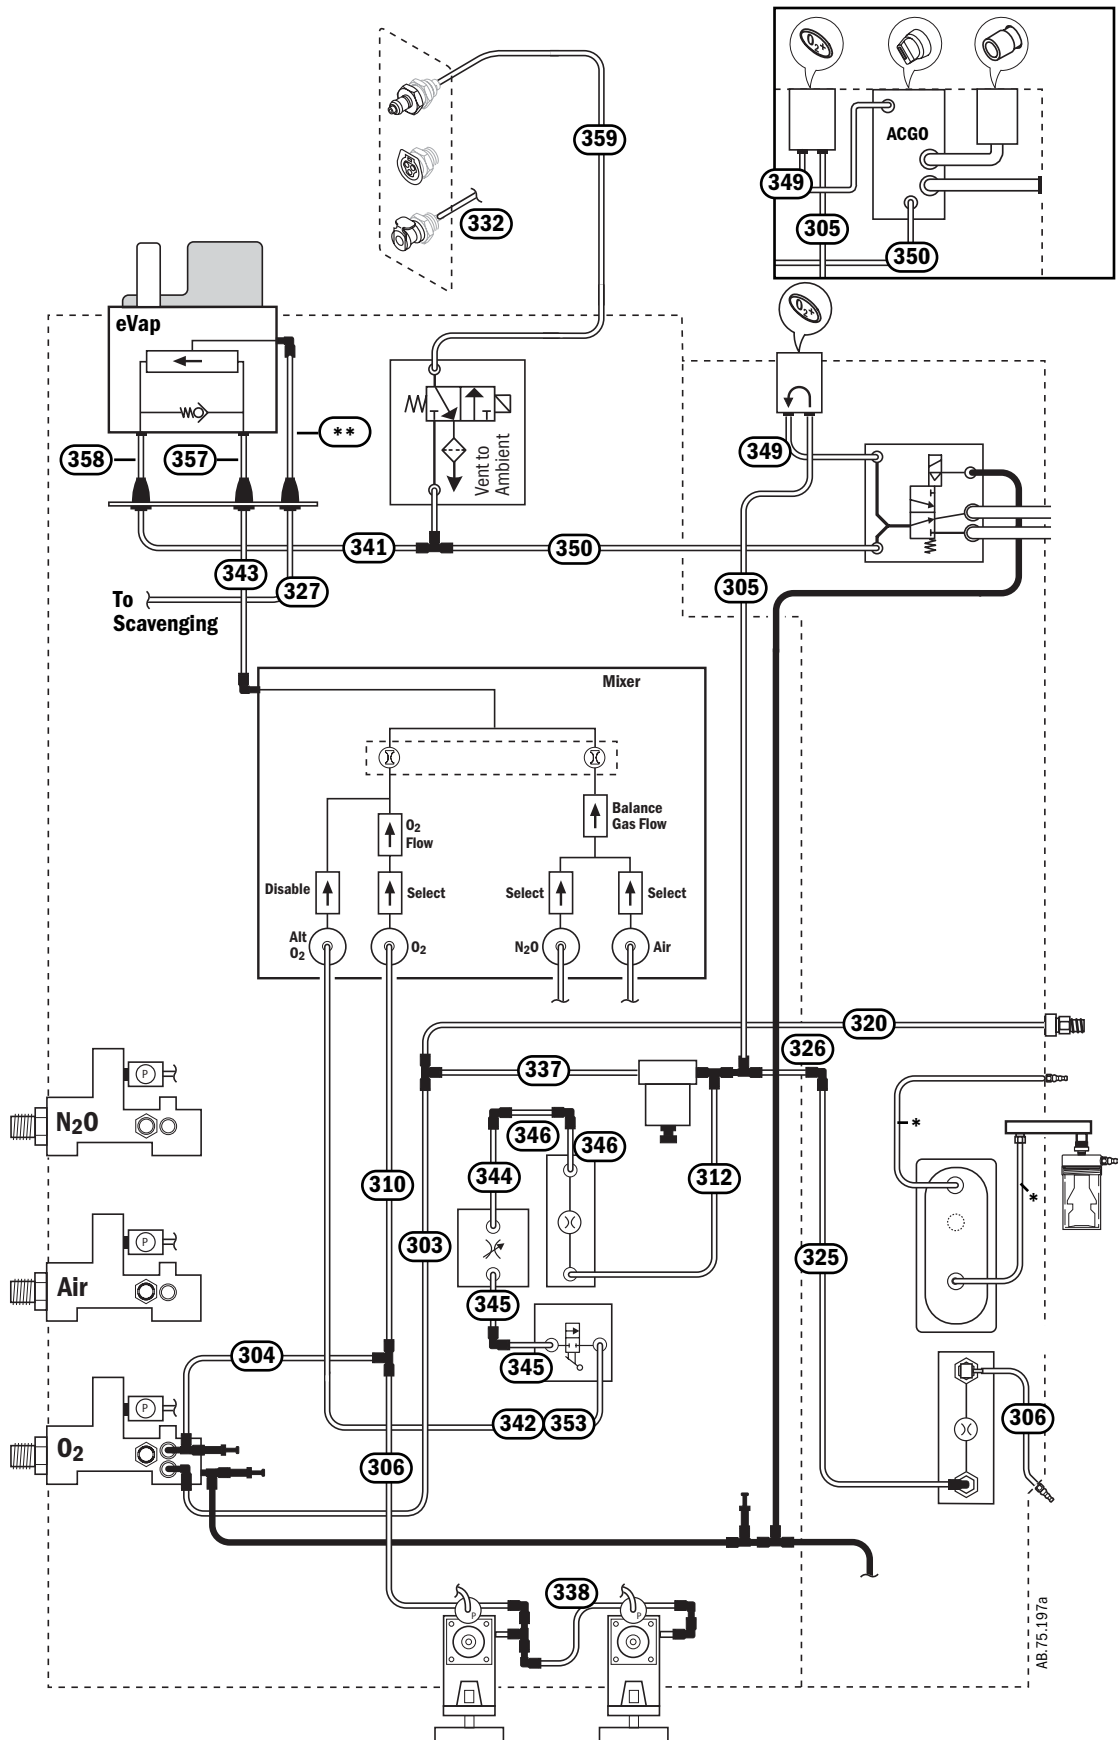 O2+
ACGO
349
305
350
359
332
eVap
O2+
358
357
**
Vent to
Ambient
349
341
350
343
327
305
To
Scavenging
Mixer
Balance
Gas Flow
O2
Flow
Disable
Select
Select
Select
Alt
O2
O2
N2O
Air
320
326
337
P
N2O
346
346
*
344
312
*
310
303
325
P
Air
345
345
304
P
O2
342
353
306
306
338
P
P
AB.75.197a